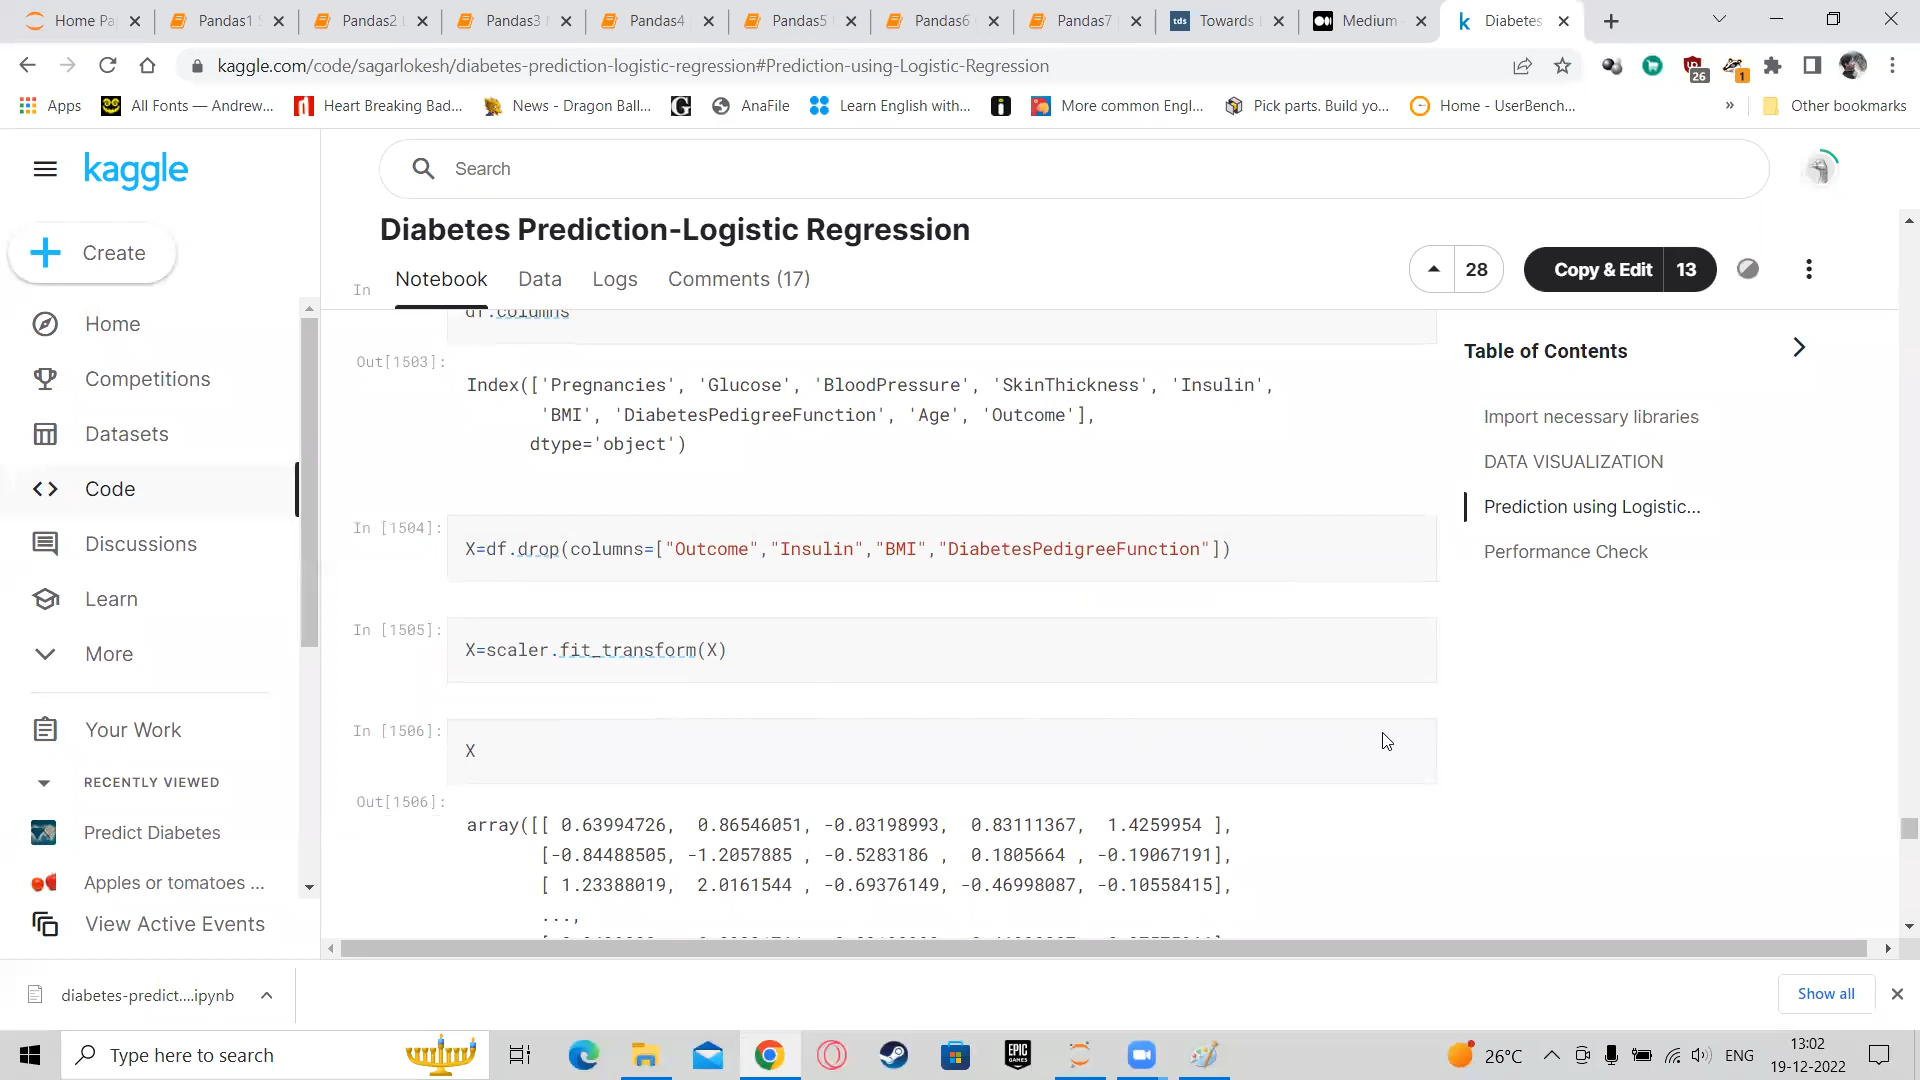 Home Pa
Pandas1
Pandas2
Pandas3
Pandas4
Pandas5
Pandas6
Pandas7
tds Towards
Medium
k Diabetes
kaggle.com/code/sagarlokesh/diabetes-prediction-logistic-regression#Prediction-using-Logistic-Regression
26
1
Apps
All Fonts — Andrew...
Heart Breaking Bad...
News - Dragon Ball...
G
AnaFile
Learn English with...
More common Engl...
Pick parts. Build yo...
Home - UserBench...
»
Other bookmarks
kaggle
Search
Create
Home
Competitions
Datasets
Code
Discussions
Learn
More
Your Work
RECENTLY VIEWED
Predict Diabetes
Apples or tomatoes ...
View Active Events
Diabetes Prediction-Logistic Regression
Notebook Data Logs Comments (17)
28
Copy & Edit 13
In
df.columns
Out[1503]:
Index(['Pregnancies', 'Glucose', 'BloodPressure', 'SkinThickness', 'Insulin',
'BMI', 'DiabetesPedigreeFunction', 'Age', 'Outcome'],
dtype='object')
In [1504]:
X=df.drop(columns=["Outcome","Insulin","BMI","DiabetesPedigreeFunction"])
In [1505]:
X=scaler.fit_transform(X)
In [1506]:
X
Out[1506]:
array([[ 0.63994726, 0.86546051, -0.03198993, 0.83111367, 1.4259954 ],
[-0.84488505, -1.2057885 , -0.5283186 , 0.1805664 , -0.19067191],
[ 1.23388019, 2.0161544 , -0.69376149, -0.46998087, -0.10558415],
...,
Table of Contents
Import necessary libraries
DATA VISUALIZATION
Prediction using Logistic...
Performance Check
diabetes-predict....ipynb
Show all
Type here to search
EPIC GAMES
26°C
ENG
13:02
19-12-2022